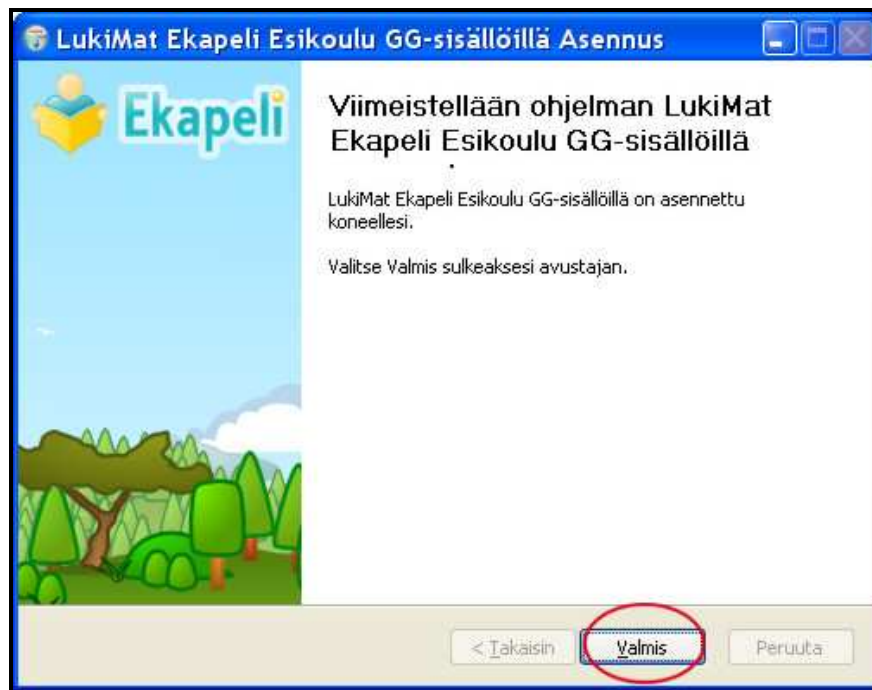 LukiMat Ekapeli Esikoulu GG-sisällöillä Asennus
Ekapeli
Viimeistellään ohjelman LukiMat
Ekapeli Esikoulu GG-sisällöillä
LukiMat Ekapeli Esikoulu GG-sisällöillä on asennettu
koneellesi.
Valitse Valmis sulkeaksesi avustajan.
< Takaisin
Valmis
Peruuta